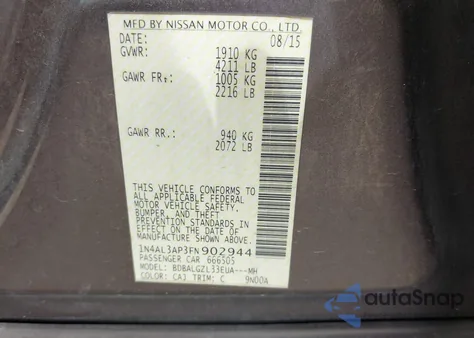 MFD BY NISSAN MOTOR CO., LTD.
DATE: 08/15
GVWR: 1910 KG
4211 LB
GAWR FR.: 1005 KG
2216 LB
GAWR RR.: 940 KG
2072 LB
THIS VEHICLE CONFORMS TO
ALL APPLICABLE FEDERAL
MOTOR VEHICLE SAFETY,
BUMPER, AND THEFT
PREVENTION STANDARDS IN
EFFECT ON THE DATE OF
MANUFACTURE SHOWN ABOVE.
1N4AL3AP3FN902944
PASSENGER CAR 666505
MODEL: BDBALGZL33EUA---MH
COLOR: CAJ TRIM: C 9N00A
autoSnap